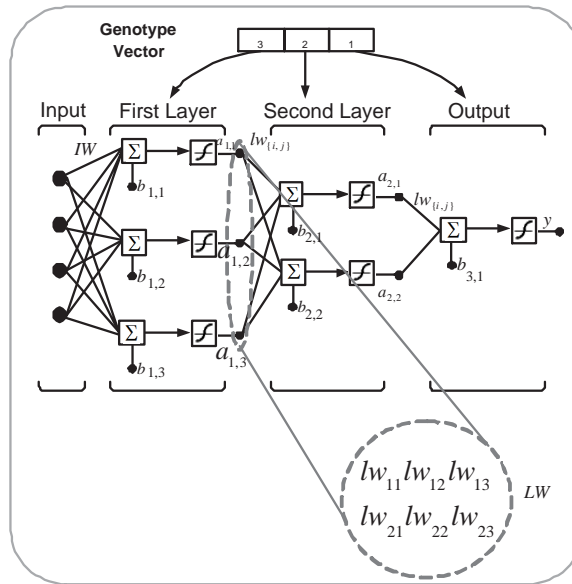 Genotype Vector
3 2 1
Input First Layer Second Layer Output
IW
Σ a1,1 lw{i,j}
b1,1
Σ a2,1 lw{i,j}
b2,1
Σ a1,2
b1,2
Σ y
b3,1
Σ a2,2
b2,2
Σ a1,3
b1,3
lw11 lw12 lw13
LW
lw21 lw22 lw23